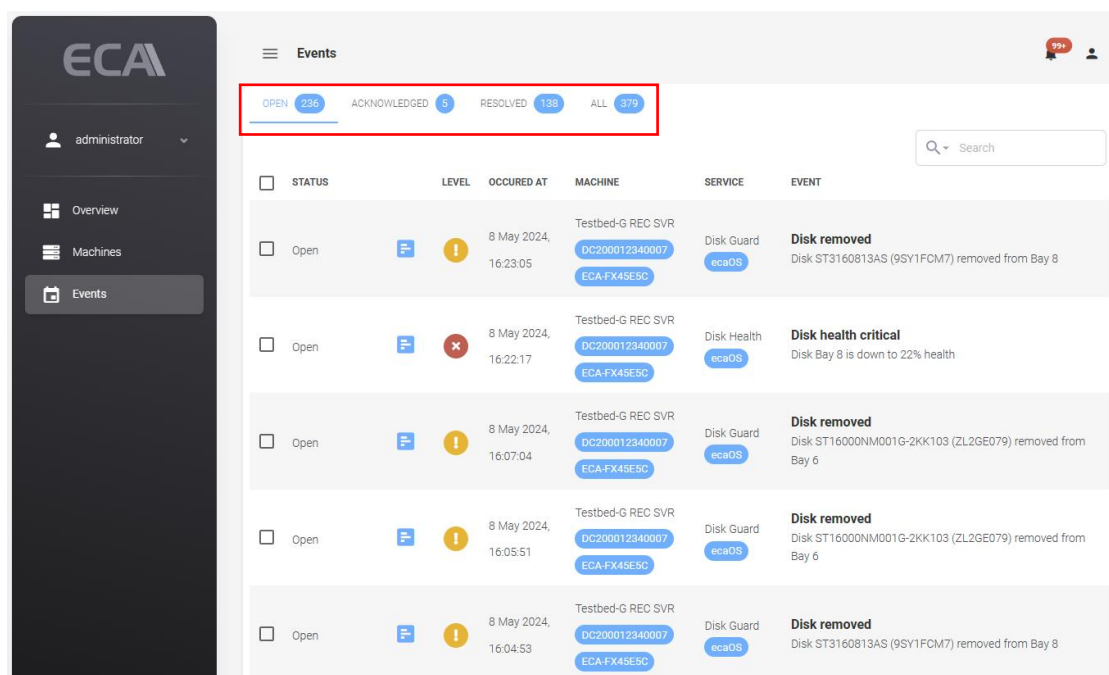 ECA
Events
99+
OPEN 236 ACKNOWLEDGED 5 RESOLVED 138 ALL 379
administrator
Search
STATUS LEVEL OCCURED AT MACHINE SERVICE EVENT
Overview
Machines
Events
Open
8 May 2024,
16:23:05
Testbed-G REC SVR
DC200012340007
ECA-FX45E5C
Disk Guard
ecaOS
Disk removed
Disk ST3160813AS (9SY1FCM7) removed from Bay 8
Open
8 May 2024,
16:22:17
Testbed-G REC SVR
DC200012340007
ECA-FX45E5C
Disk Health
ecaOS
Disk health critical
Disk Bay 8 is down to 22% health
Open
8 May 2024,
16:07:04
Testbed-G REC SVR
DC200012340007
ECA-FX45E5C
Disk Guard
ecaOS
Disk removed
Disk ST16000NM001G-2KK103 (ZL2GE079) removed from
Bay 6
Open
8 May 2024,
16:05:51
Testbed-G REC SVR
DC200012340007
ECA-FX45E5C
Disk Guard
ecaOS
Disk removed
Disk ST16000NM001G-2KK103 (ZL2GE079) removed from
Bay 6
Open
8 May 2024,
16:04:53
Testbed-G REC SVR
DC200012340007
ECA-FX45E5C
Disk Guard
ecaOS
Disk removed
Disk ST3160813AS (9SY1FCM7) removed from Bay 8